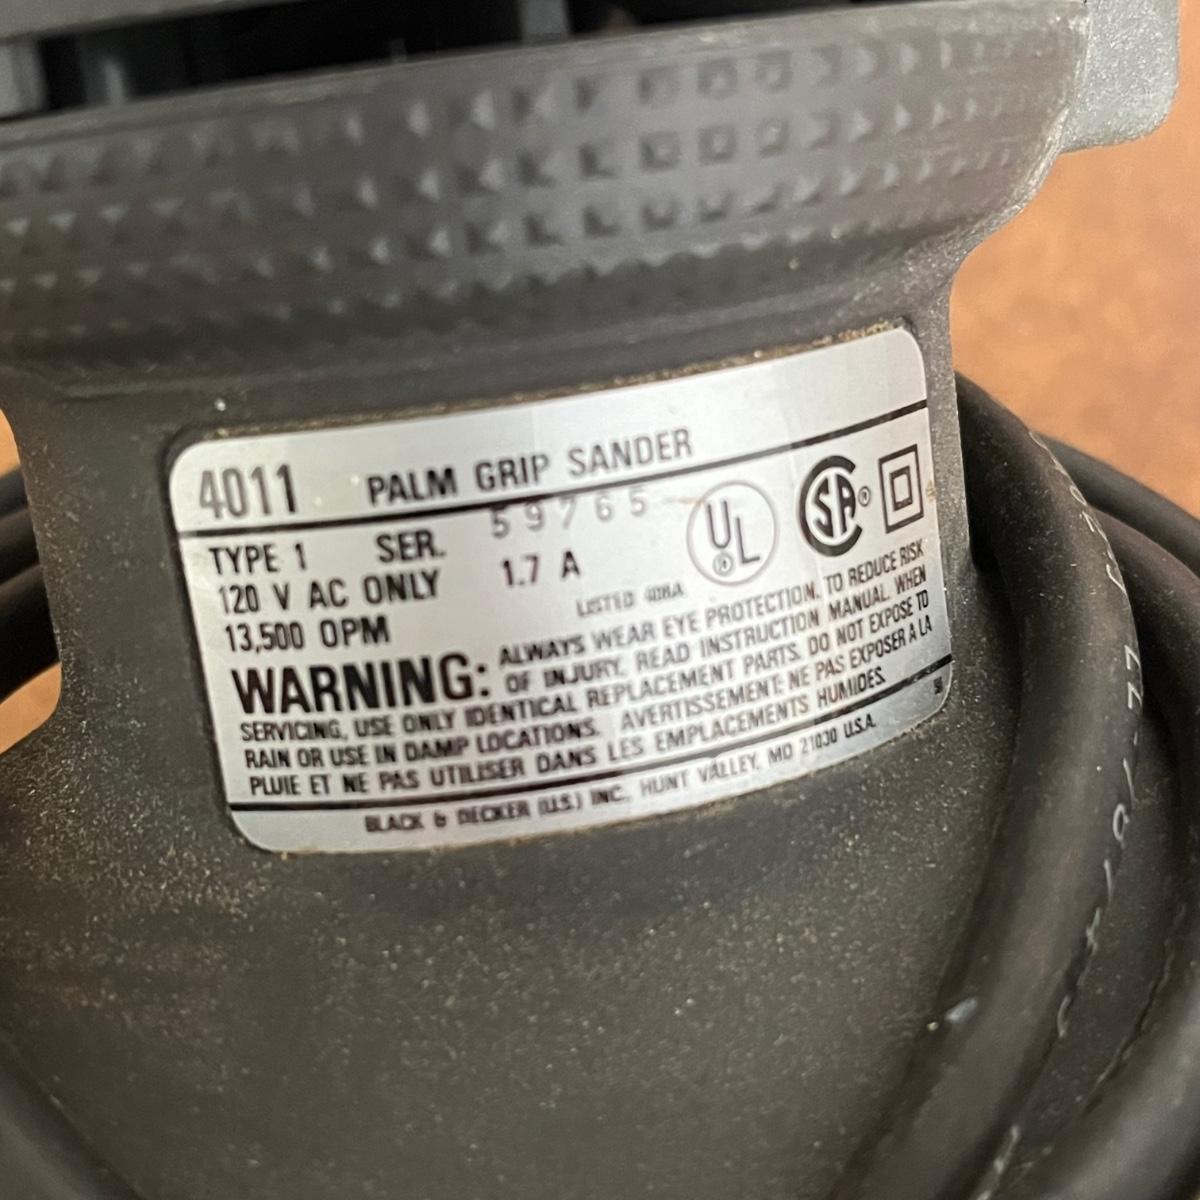 4011 PALM GRIP SANDER
TYPE 1 SER. 59765
120 V AC ONLY 1.7 A
13,500 OPM
UL ® LISTED
SA ®
WARNING: ALWAYS WEAR EYE PROTECTION. TO REDUCE RISK
OF INJURY, READ INSTRUCTION MANUAL. WHEN
SERVICING, USE ONLY IDENTICAL REPLACEMENT PARTS. DO NOT EXPOSE TO
RAIN OR USE IN DAMP LOCATIONS. AVERTISSEMENT: NE PAS EXPOSER A LA
PLUIE ET NE PAS UTILISER DANS LES EMPLACEMENTS HUMIDES.
BLACK & DECKER (U.S.) INC., HUNT VALLEY, MD 21030 U.S.A.